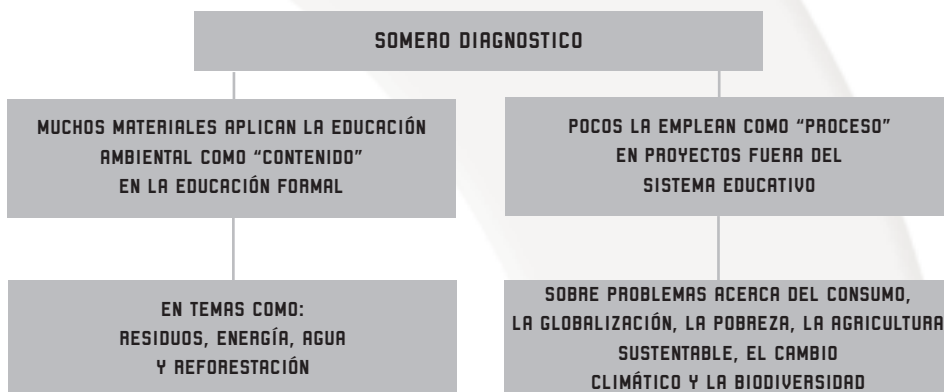 SOMERO DIAGNOSTICO
MUCHOS MATERIALES APLICAN LA EDUCACIÓN
AMBIENTAL COMO “CONTENIDO”
EN LA EDUCACIÓN FORMAL
POCOS LA EMPLEAN COMO “PROCESO”
EN PROYECTOS FUERA DEL
SISTEMA EDUCATIVO
EN TEMAS COMO:
RESIDUOS, ENERGÍA, AGUA
Y REFORESTACIÓN
SOBRE PROBLEMAS ACERCA DEL CONSUMO,
LA GLOBALIZACIÓN, LA POBREZA, LA AGRICULTURA
SUSTENTABLE, EL CAMBIO
CLIMÁTICO Y LA BIODIVERSIDAD